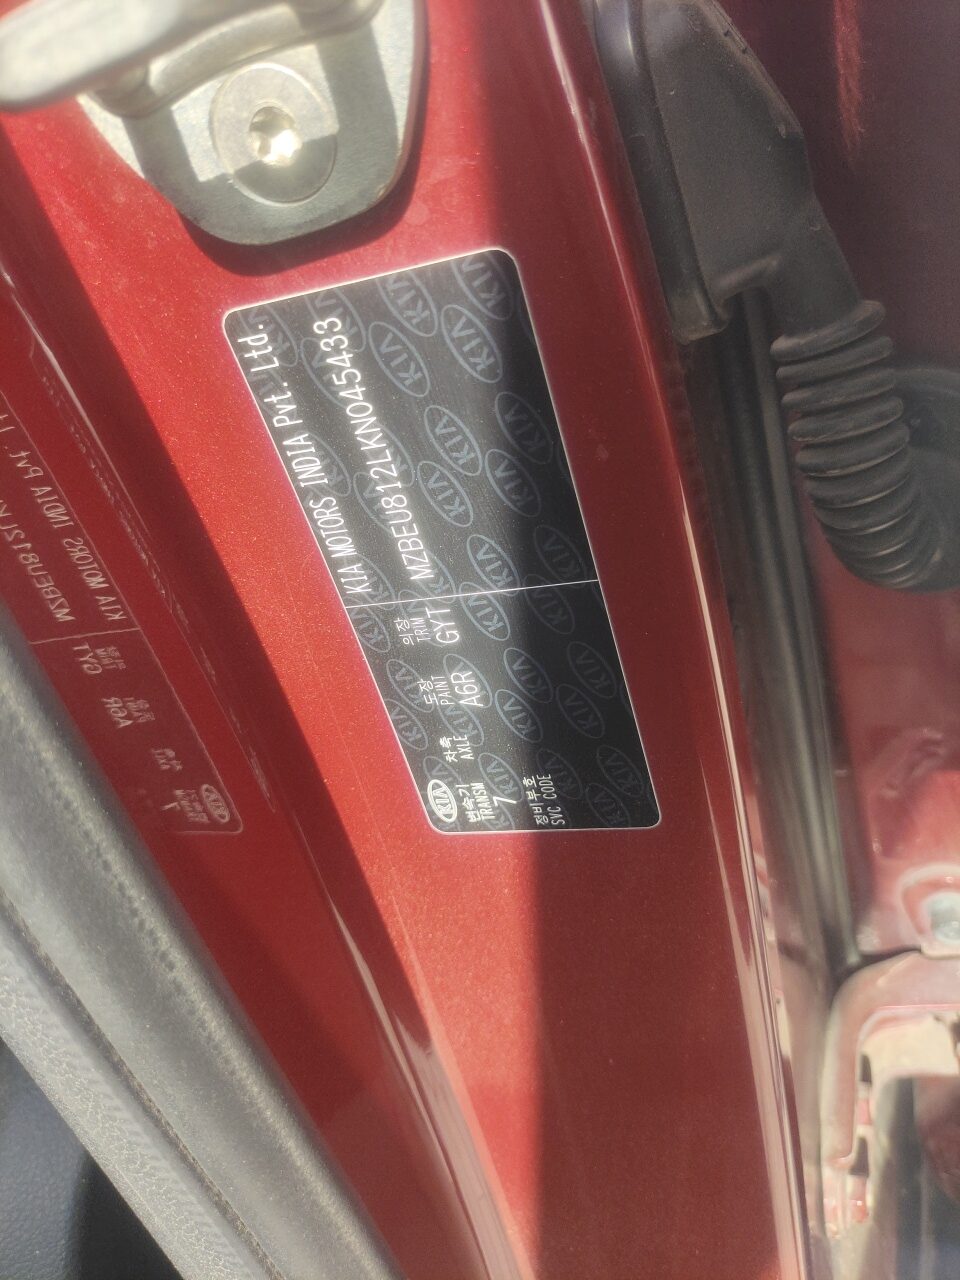 KIA MOTORS INDIA Pvt. Ltd.
MZBEU812LKN045433
KIA
변속기 차축 도장 의장
TRANSM AXLE PAINT TRIM
7 A6R GYT
정비부호
SVC CODE